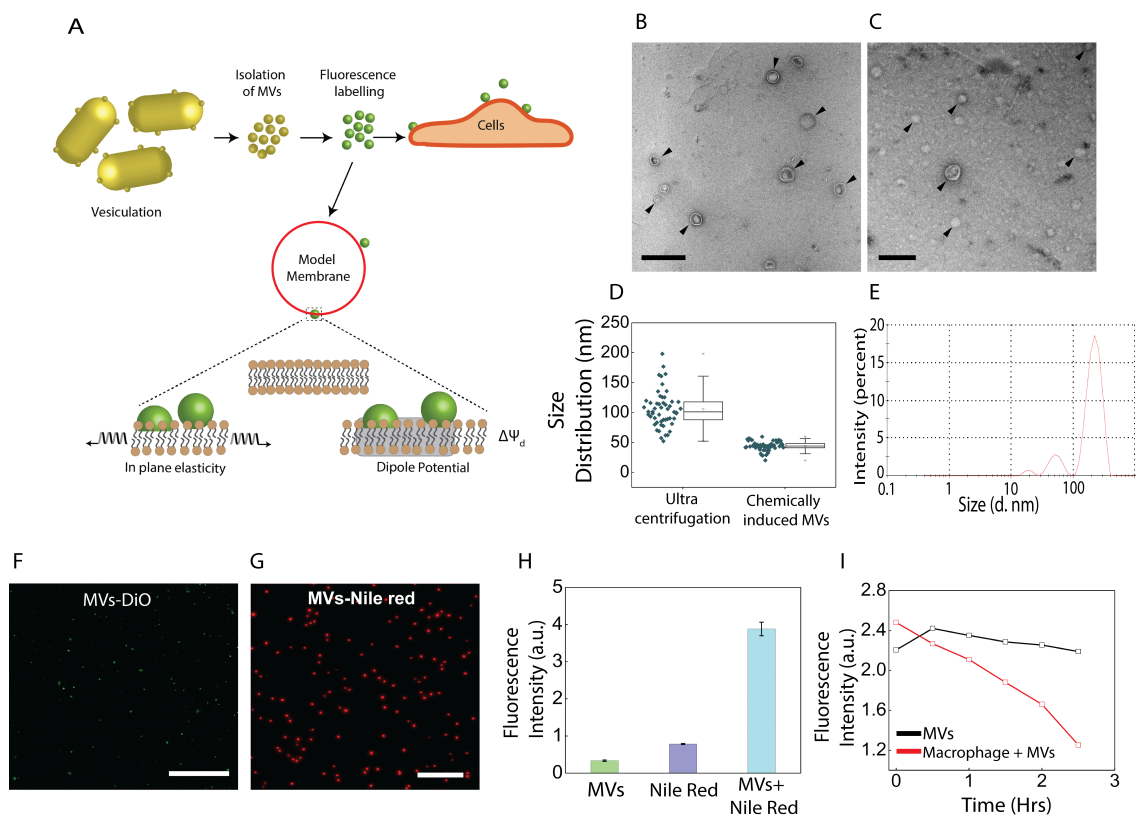 A
Isolation
of MVs
Fluorescence
labelling
Cells
Vesiculation
Model
Membrane
In plane elasticity
Dipole Potential
ΔΨd
B
C
D
Size
Distribution (nm)
250
200
150
100
50
0
Ultra
centrifugation
Chemically
induced MVs
E
Intensity (percent)
20
15
10
5
0
0.1
1
10
100
Size (d. nm)
F
MVs-DiO
G
MVs-Nile red
H
Fluorescence
Intensity (a.u.)
5
4
3
2
1
0
MVs
Nile Red
MVs+
Nile Red
I
Fluorescence
Intensity (a.u.)
2.8
2.4
2.0
1.6
1.2
MVs
Macrophage + MVs
0
1
2
3
Time (Hrs)